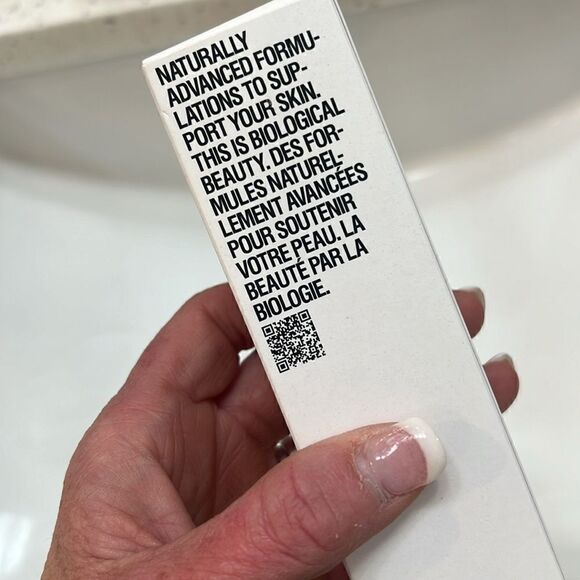 NATURALLY
ADVANCED FORMU-
LATIONS TO SUP-
PORT YOUR SKIN.
THIS IS BIOLOGICAL
BEAUTY. DES FOR-
MULES NATUREL-
LEMENT AVANCÉES
POUR SOUTENIR
VOTRE PEAU. LA
BEAUTÉ PAR LA
BIOLOGIE.